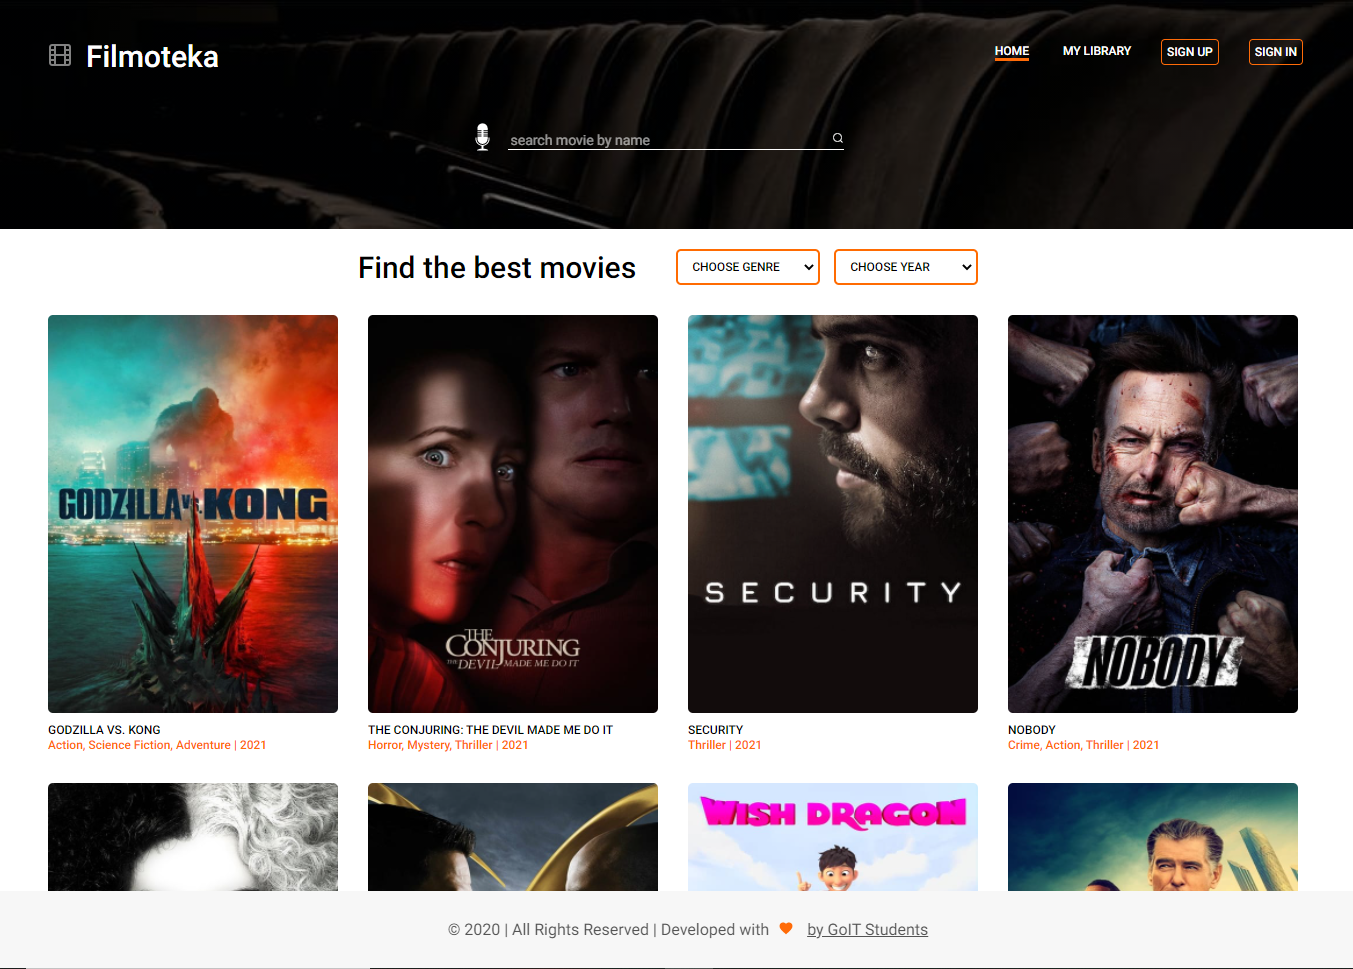 Filmoteka
HOME
MY LIBRARY
SIGN UP
SIGN IN
search movie by name
Find the best movies
CHOOSE GENRE
CHOOSE YEAR
GODZILLA VS. KONG
THE
CONJURING
THE DEVIL MADE ME DO IT
SECURITY
NOBODY
GODZILLA VS. KONG
Action, Science Fiction, Adventure | 2021
THE CONJURING: THE DEVIL MADE ME DO IT
Horror, Mystery, Thriller | 2021
SECURITY
Thriller | 2021
NOBODY
Crime, Action, Thriller | 2021
WISH DRAGON
© 2020 | All Rights Reserved | Developed with by GoIT Students